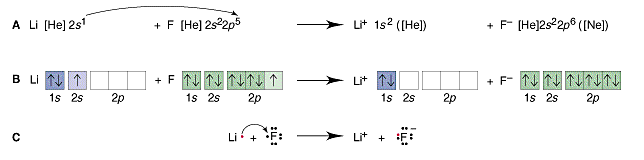 A Li [He] 2s¹ + F [He] 2s²2p⁵ Li⁺ 1s² ([He]) + F⁻ [He]2s²2p⁶ ([Ne])
B Li ↑↓ ↑ + F ↑↓ ↑↓ ↑↓ ↑↓ ↑ Li⁺ ↑↓ + F⁻ ↑↓ ↑↓ ↑↓ ↑↓ ↑↓
1s 2s 2p 1s 2s 2p 1s 2s 2p 1s 2s 2p
C Li + F Li⁺ + F⁻